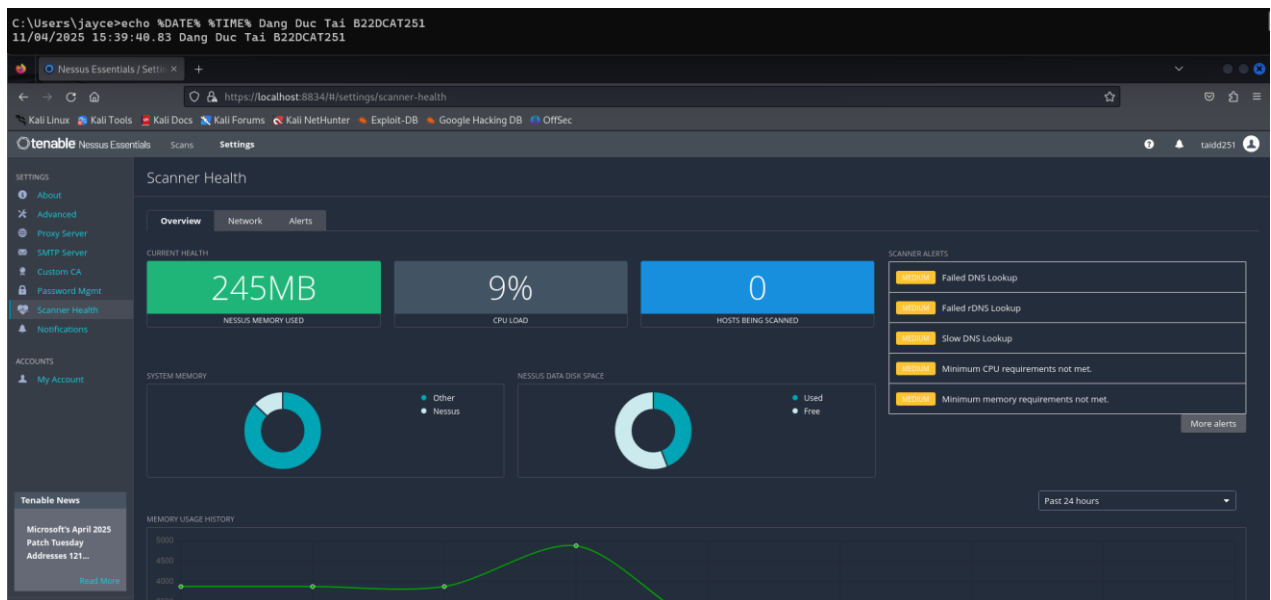 C:\Users\jayce>echo %DATE% %TIME% Dang Duc Tai B22DCAT251
11/04/2025 15:39:40.83 Dang Duc Tai B22DCAT251
Nessus Essentials / Settin
https://localhost:8834/#/settings/scanner-health
Kali Linux Kali Tools Kali Docs Kali Forums Kali NetHunter Exploit-DB Google Hacking DB OffSec
tenable Nessus Essentials Scans Settings taidd251
SETTINGS
About
Advanced
Proxy Server
SMTP Server
Custom CA
Password Mgmt
Scanner Health
Notifications
ACCOUNTS
My Account
Tenable News
Microsoft's April 2025
Patch Tuesday
Addresses 121...
Read More
Scanner Health
Overview Network Alerts
CURRENT HEALTH
245MB
NESSUS MEMORY USED
9%
CPU LOAD
0
HOSTS BEING SCANNED
SCANNER ALERTS
MEDIUM Failed DNS Lookup
MEDIUM Failed rDNS Lookup
MEDIUM Slow DNS Lookup
MEDIUM Minimum CPU requirements not met.
MEDIUM Minimum memory requirements not met.
More alerts
SYSTEM MEMORY
Other
Nessus
NESSUS DATA DISK SPACE
Used
Free
Past 24 hours
MEMORY USAGE HISTORY
5000
4500
4000